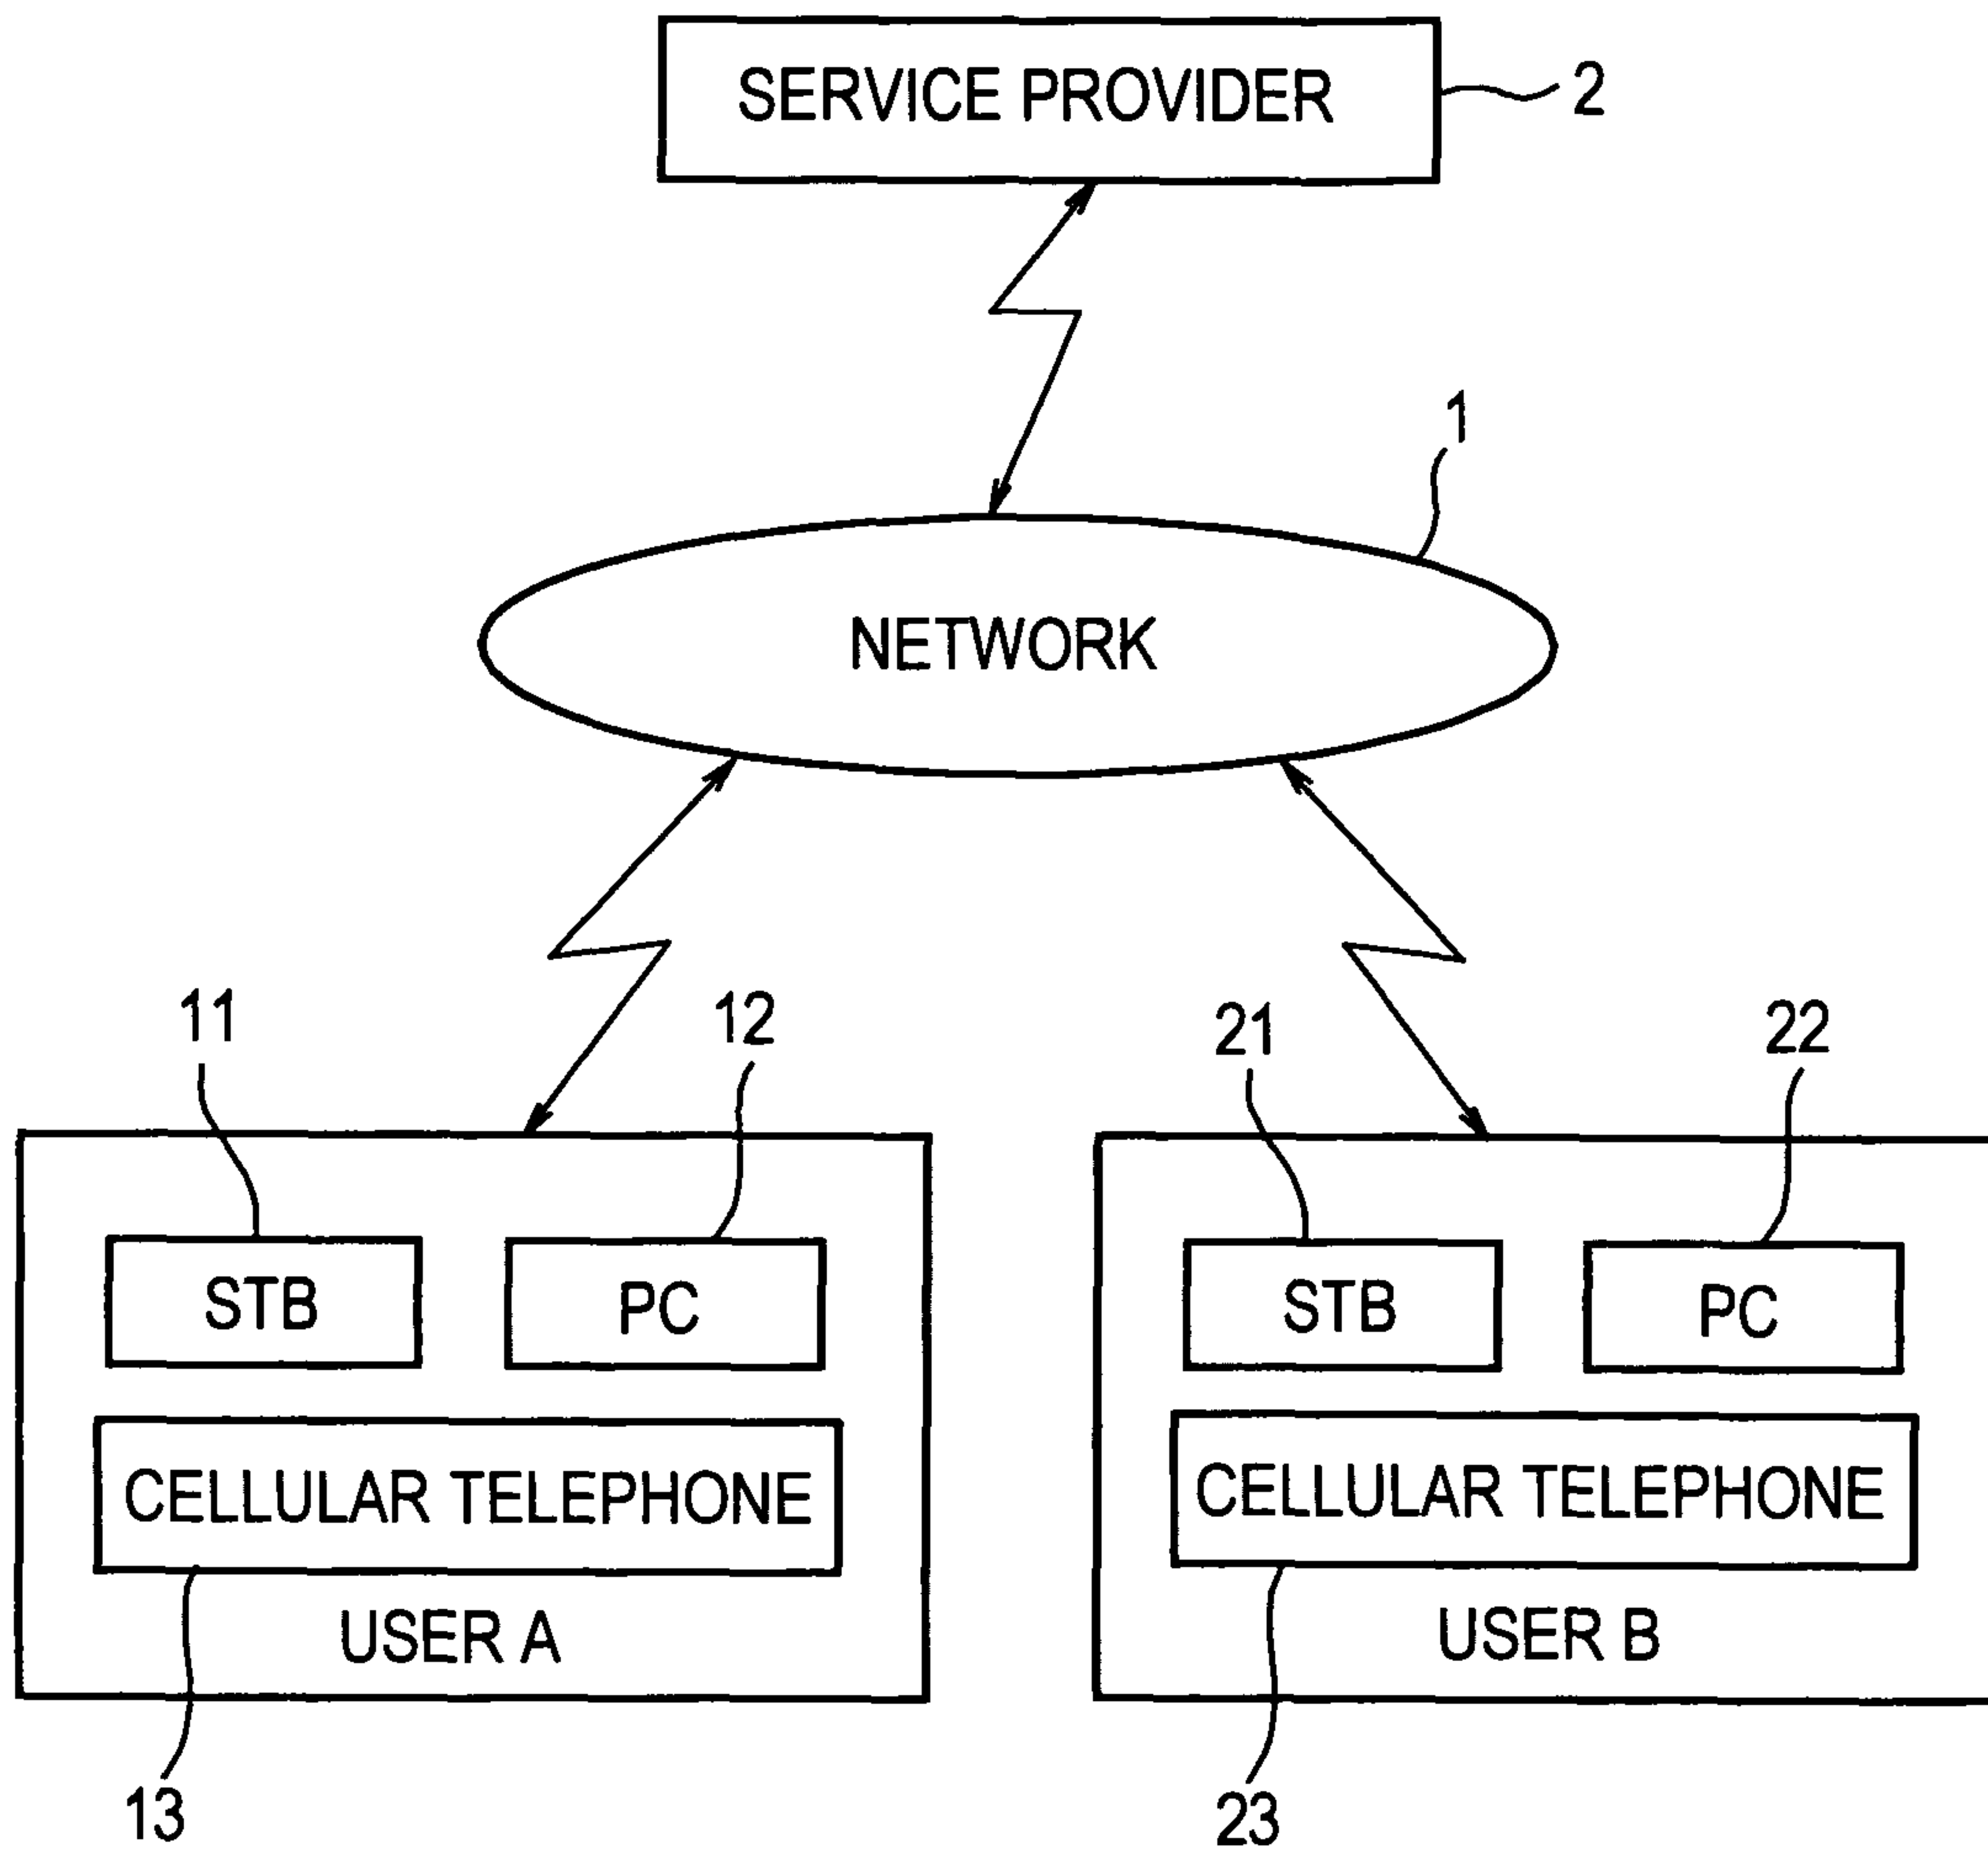 SERVICE PROVIDER
2
1
NETWORK
11
12
21
22
STB
PC
STB
PC
CELLULAR TELEPHONE
CELLULAR TELEPHONE
USER A
USER B
13
23